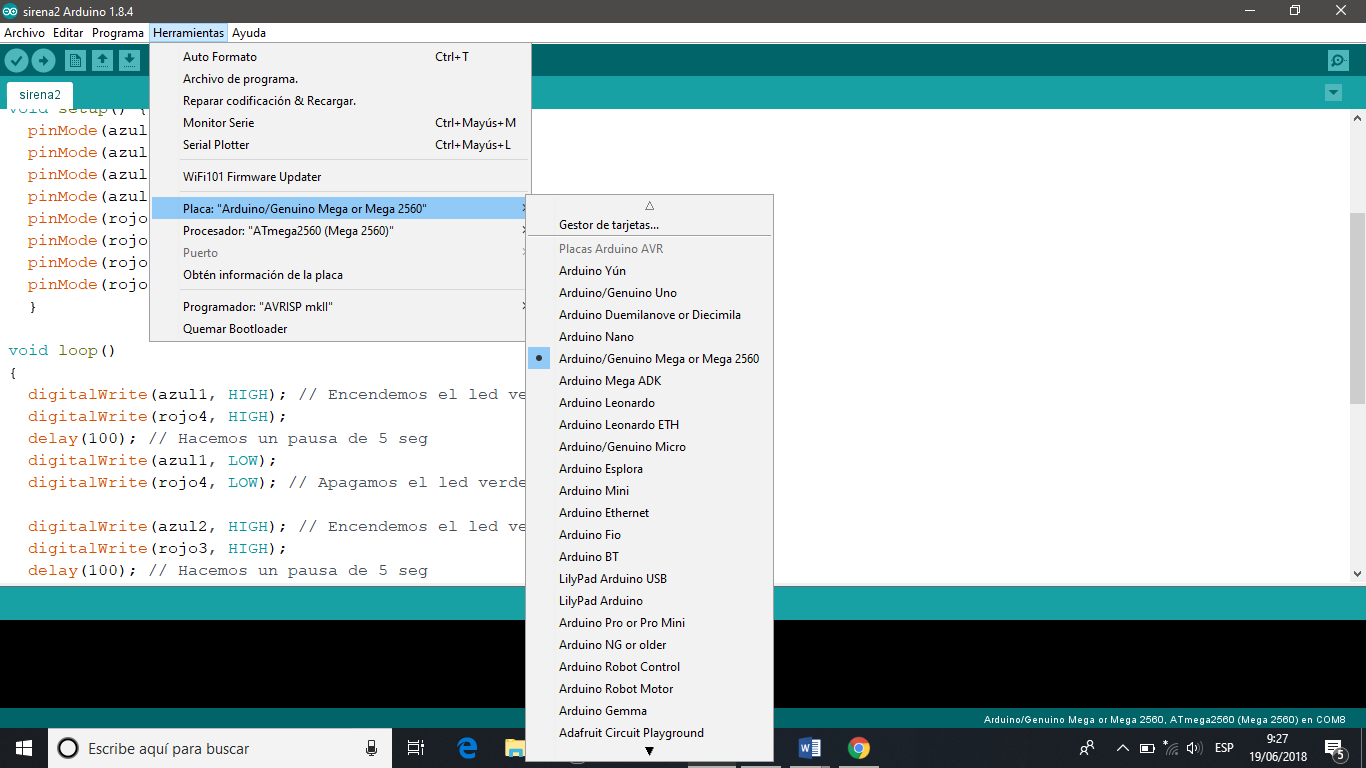 sirena2 Arduino 1.8.4
Archivo Editar Programa Herramientas Ayuda
sirena2
Auto Formato Ctrl+T
Archivo de programa.
Reparar codificación & Recargar.
Monitor Serie Ctrl+Mayús+M
Serial Plotter Ctrl+Mayús+L
WiFi101 Firmware Updater
Placa: "Arduino/Genuino Mega or Mega 2560"
Procesador: "ATmega2560 (Mega 2560)"
Puerto
Obtén información de la placa
Programador: "AVRISP mkII"
Quemar Bootloader
Gestor de tarjetas...
Placas Arduino AVR
Arduino Yún
Arduino/Genuino Uno
Arduino Duemilanove or Diecimila
Arduino Nano
Arduino/Genuino Mega or Mega 2560
Arduino Mega ADK
Arduino Leonardo
Arduino Leonardo ETH
Arduino/Genuino Micro
Arduino Esplora
Arduino Mini
Arduino Ethernet
Arduino Fio
Arduino BT
LilyPad Arduino USB
LilyPad Arduino
Arduino Pro or Pro Mini
Arduino NG or older
Arduino Robot Control
Arduino Robot Motor
Arduino Gemma
Adafruit Circuit Playground
void setup() {
pinMode(azul
pinMode(azul
pinMode(azul
pinMode(azul
pinMode(rojo
pinMode(rojo
pinMode(rojo
pinMode(rojo
}
void loop()
{
digitalWrite(azul1, HIGH); // Encendemos el led ve
digitalWrite(rojo4, HIGH);
delay(100); // Hacemos un pausa de 5 seg
digitalWrite(azul1, LOW);
digitalWrite(rojo4, LOW); // Apagamos el led verde
digitalWrite(azul2, HIGH); // Encendemos el led ve
digitalWrite(rojo3, HIGH);
delay(100); // Hacemos un pausa de 5 seg
Arduino/Genuino Mega or Mega 2560, ATmega2560 (Mega 2560) en COM8
Escribe aquí para buscar
ESP
9:27
19/06/2018
5